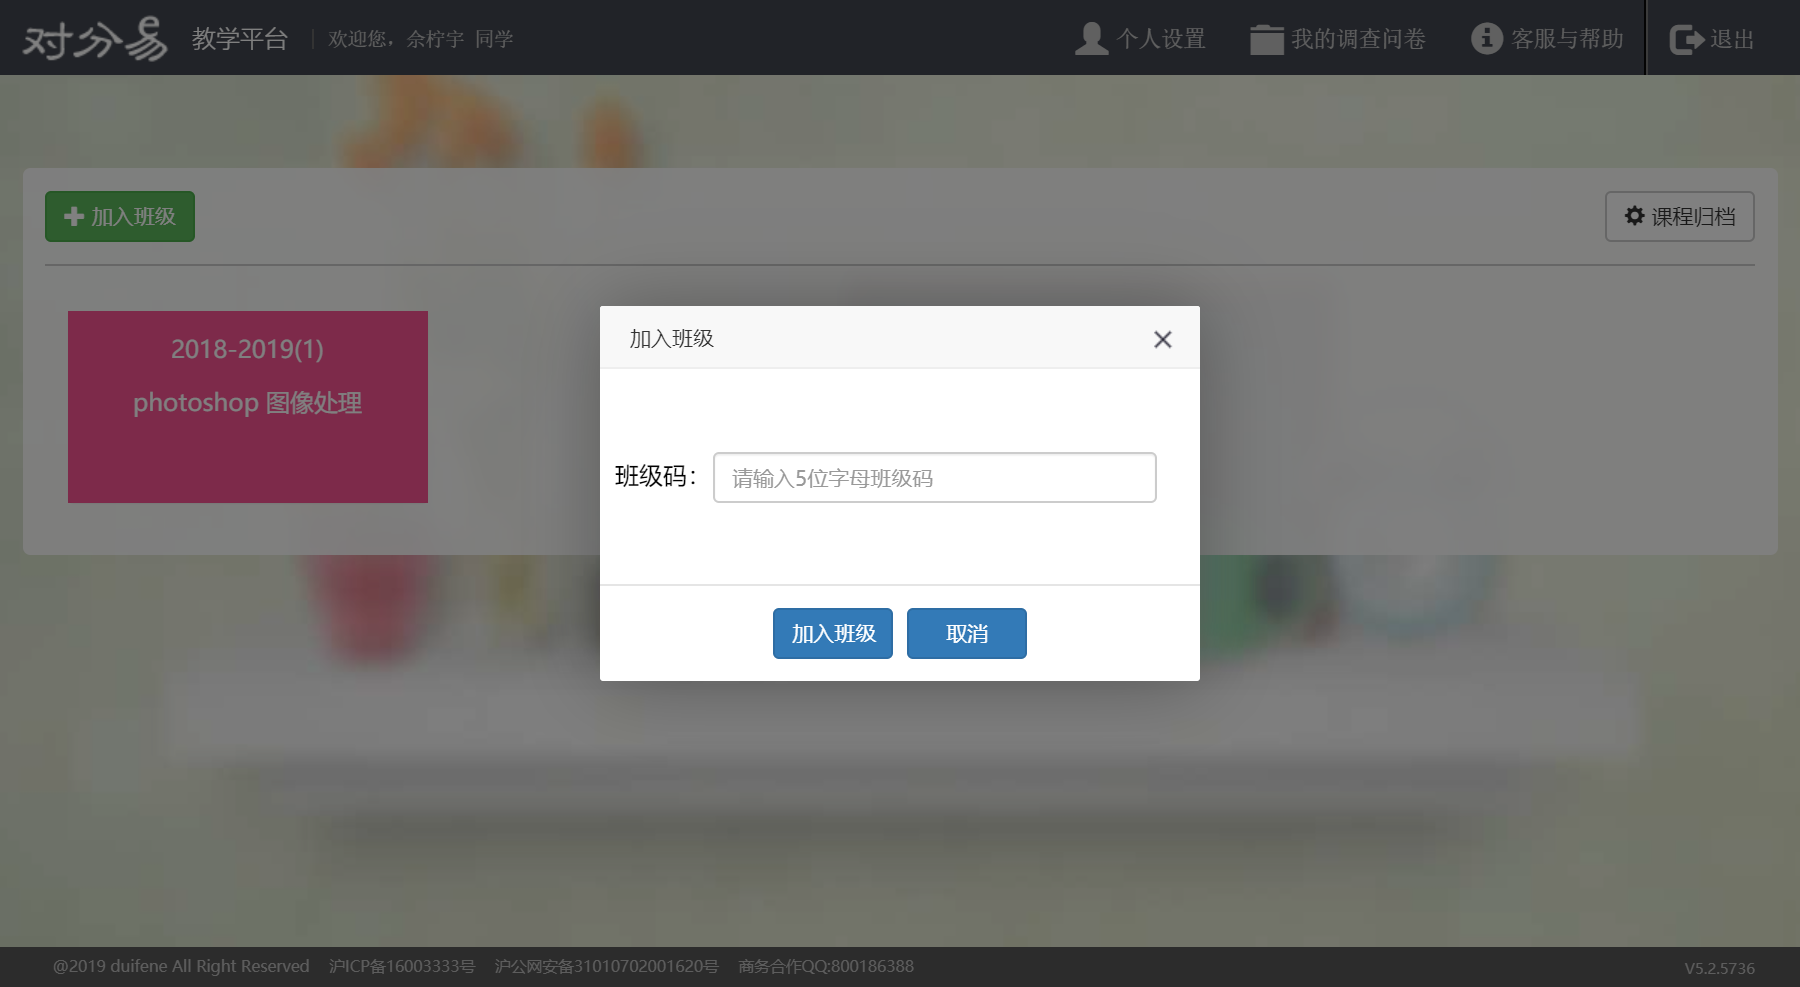 对分易 教学平台 | 欢迎您，佘柠宇 同学 个人设置 我的调查问卷 客服与帮助 退出
加入班级 课程归档
2018-2019(1)
photoshop 图像处理
加入班级
班级码： 请输入5位字母班级码
加入班级 取消
@2019 duifene All Right Reserved 沪ICP备16003333号 沪公网安备31010702001620号 商务合作QQ:800186388 V5.2.5736